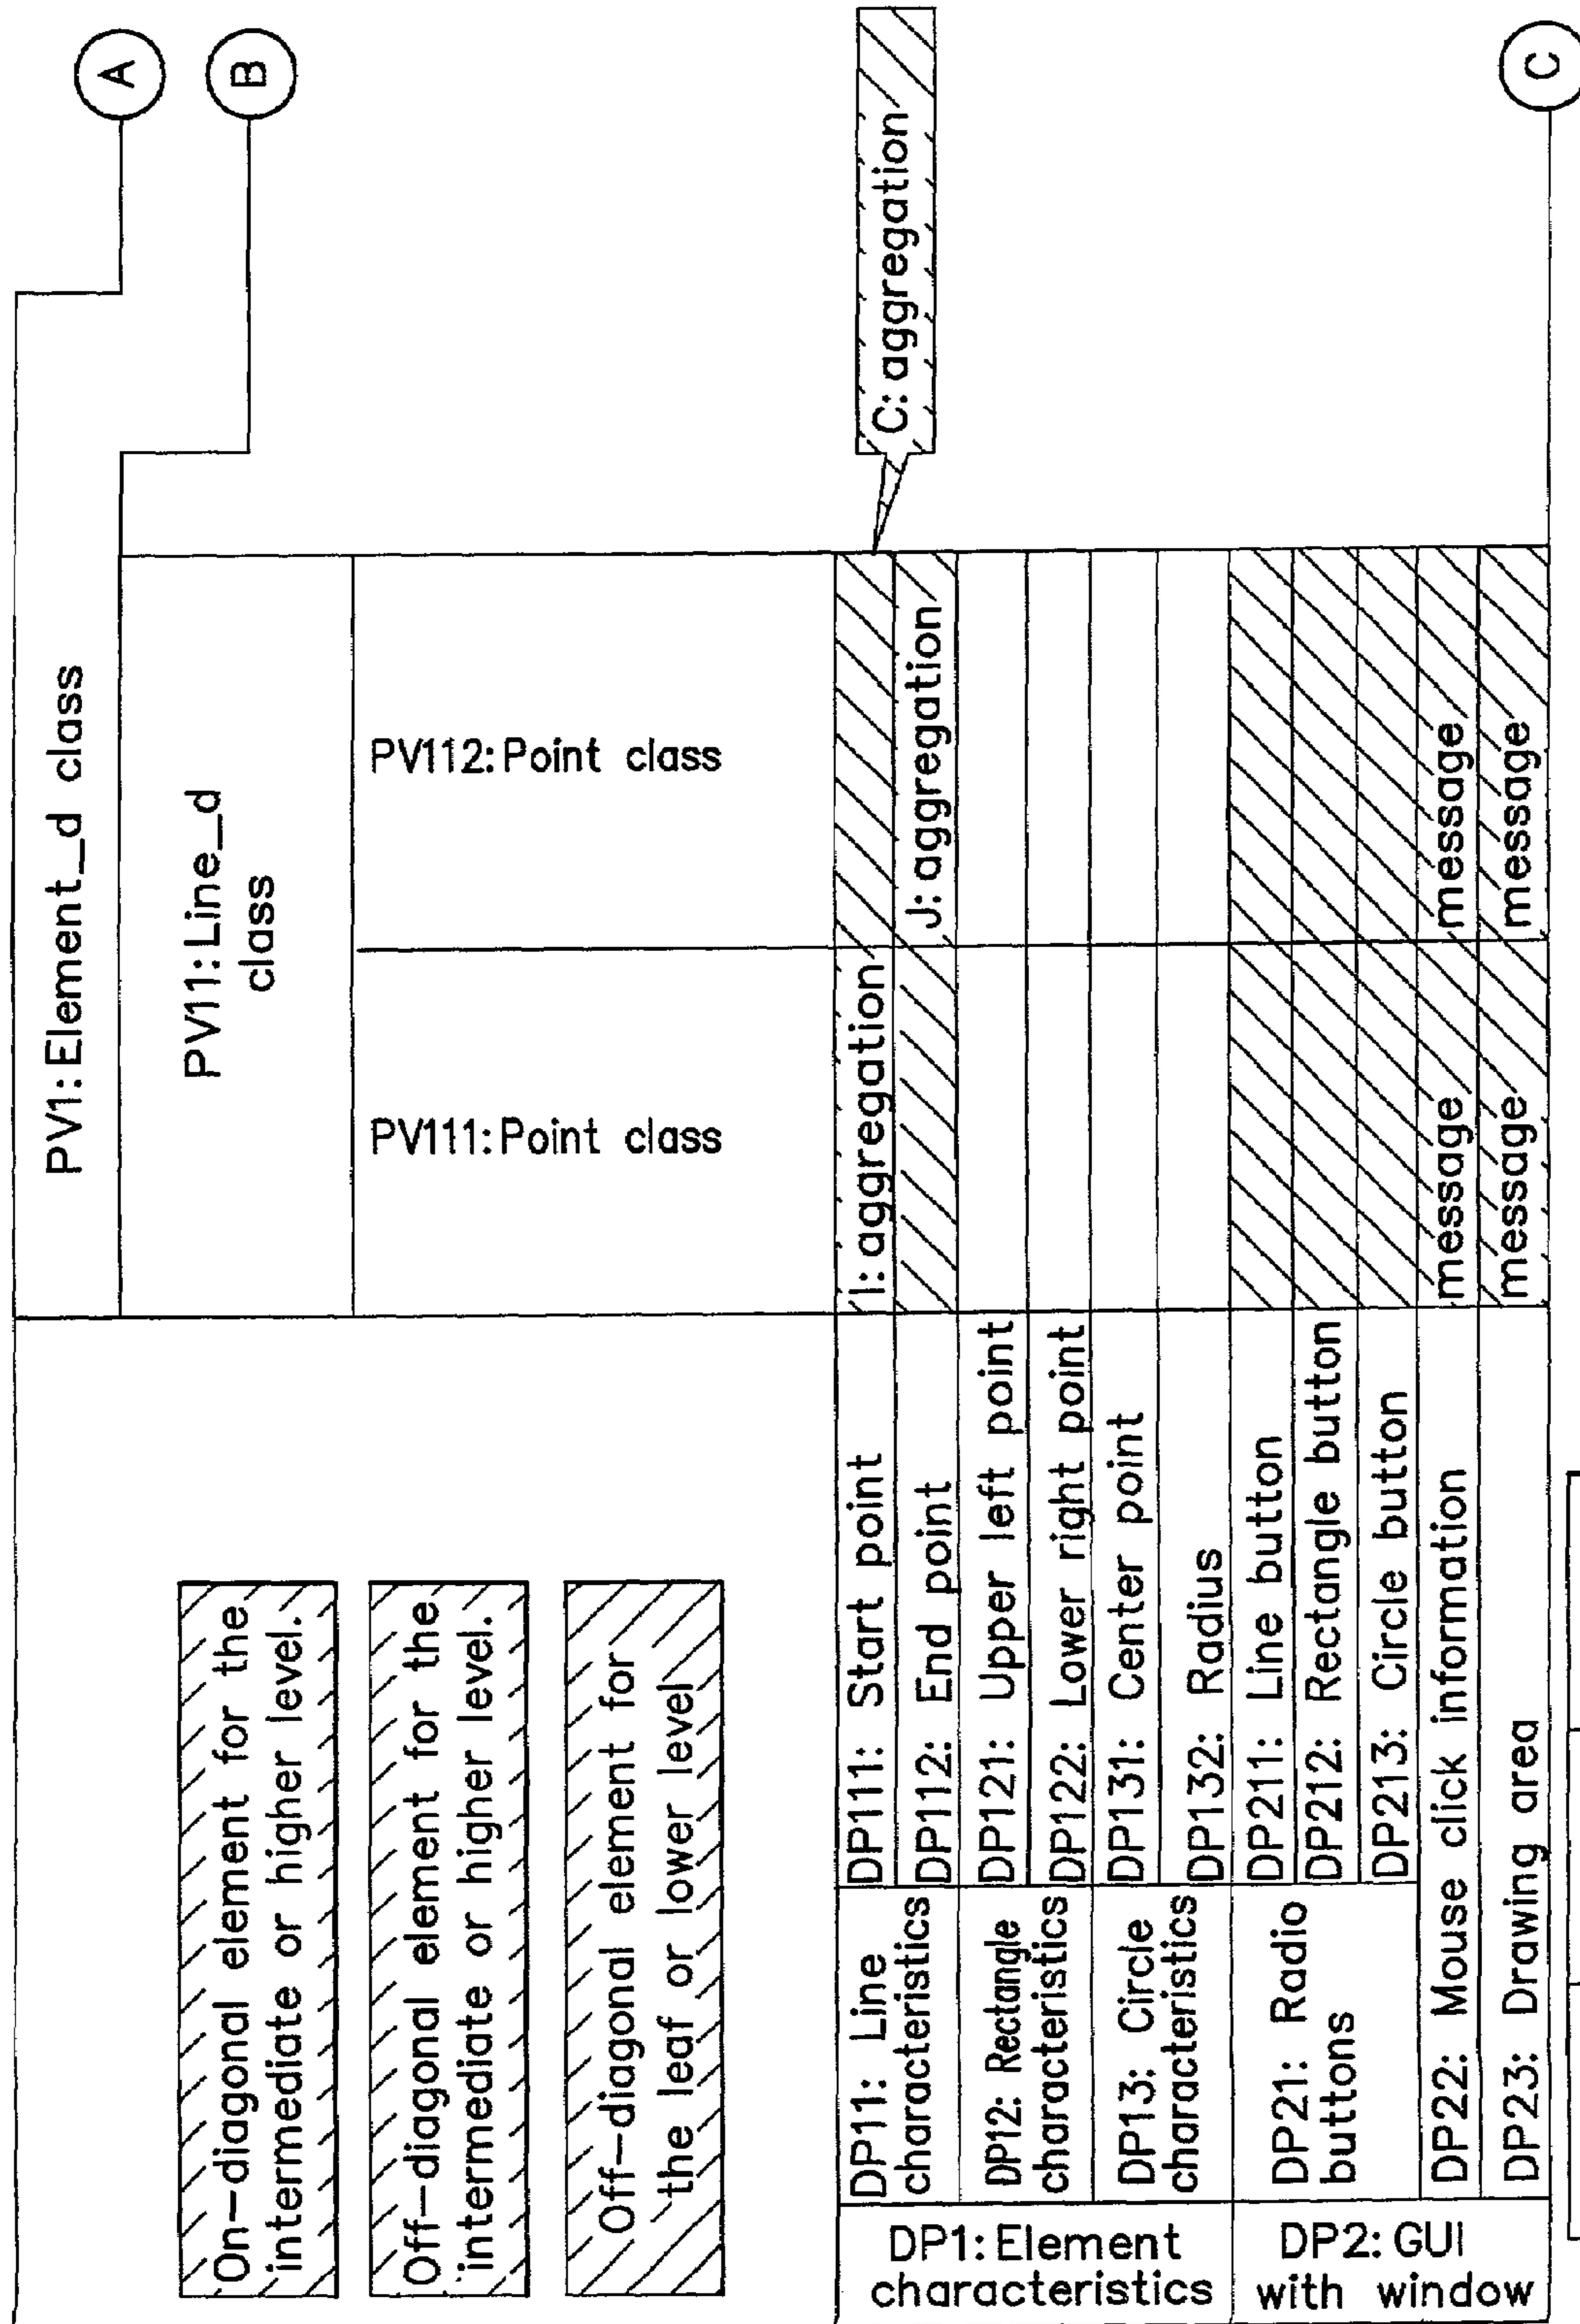 PV1: Element_d class
A
PV11: Line_d
class
B
PV111: Point class
PV112: Point class
On-diagonal element for the
intermediate or higher level.
Off-diagonal element for the
intermediate or higher level.
Off-diagonal element for
the leaf or lower level
C: aggregation
DP1: Element
characteristics
DP11: Line
characteristics
DP111: Start point
I: aggregation
DP112: End point
J: aggregation
DP12: Rectangle
characteristics
DP121: Upper left point
DP122: Lower right point
DP13: Circle
characteristics
DP131: Center point
DP132: Radius
DP2: GUI
with window
DP21: Radio
buttons
DP211: Line button
DP212: Rectangle button
DP213: Circle button
DP22: Mouse click information
message
message
DP23: Drawing area
message
message
C